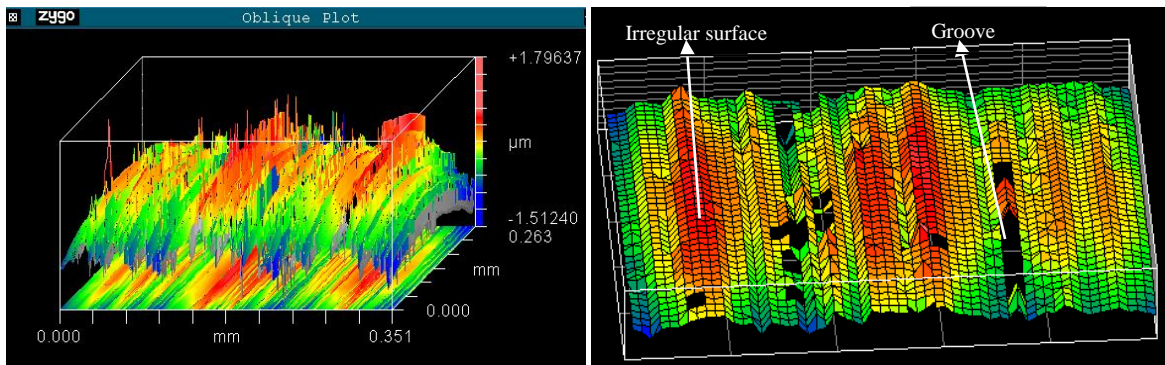 zygo Oblique Plot
+1.79637
µm
-1.51240
0.263
mm
0.000
0.000 mm 0.351
Irregular surface
Groove